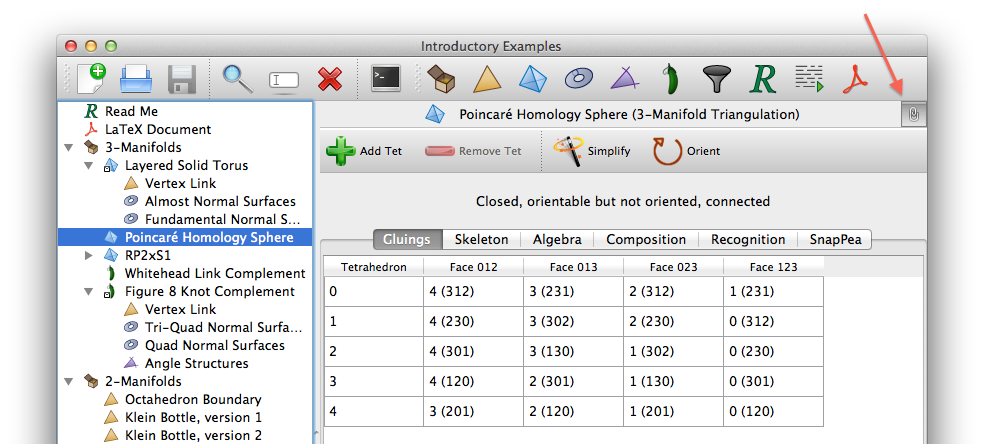 Introductory Examples
Read Me
LaTeX Document
3-Manifolds
Layered Solid Torus
Vertex Link
Almost Normal Surfaces
Fundamental Normal S...
Poincaré Homology Sphere
RP2xS1
Whitehead Link Complement
Figure 8 Knot Complement
Vertex Link
Tri-Quad Normal Surfa...
Quad Normal Surfaces
Angle Structures
2-Manifolds
Octahedron Boundary
Klein Bottle, version 1
Klein Bottle, version 2
Poincaré Homology Sphere (3-Manifold Triangulation)
Add Tet Remove Tet Simplify Orient
Closed, orientable but not oriented, connected
Gluings Skeleton Algebra Composition Recognition SnapPea
Tetrahedron Face 012 Face 013 Face 023 Face 123
0 4 (312) 3 (231) 2 (312) 1 (231)
1 4 (230) 3 (302) 2 (230) 0 (312)
2 4 (301) 3 (130) 1 (302) 0 (230)
3 4 (120) 2 (301) 1 (130) 0 (301)
4 3 (201) 2 (120) 1 (201) 0 (120)